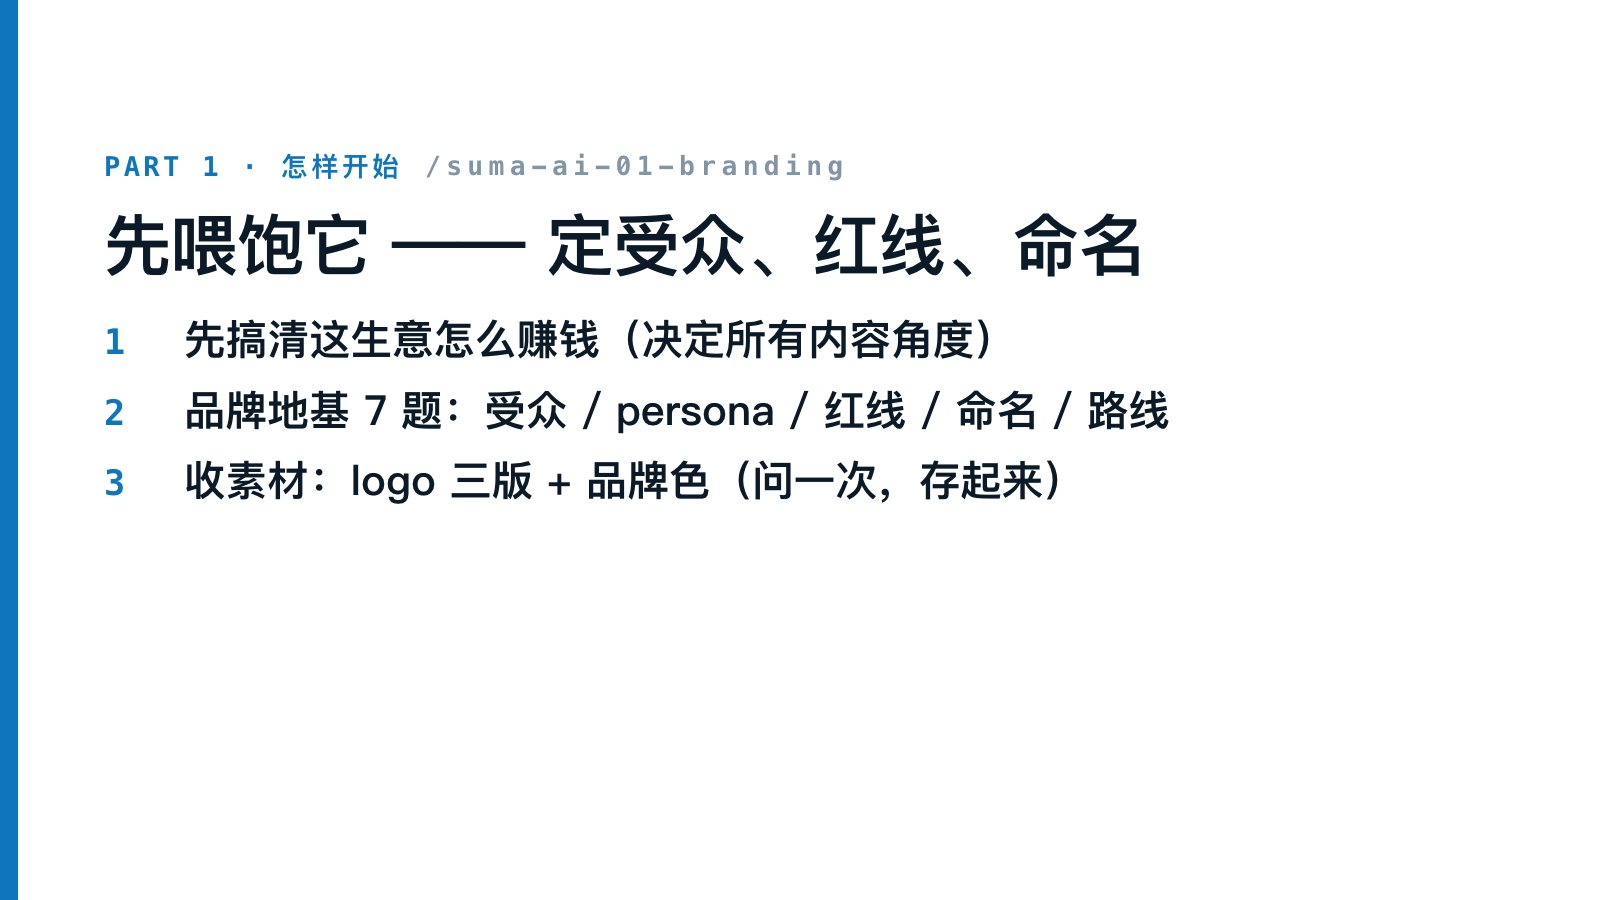 PART 1 · 怎样开始 /suma-ai-01-branding
先喂饱它 —— 定受众、红线、命名
1 先搞清这生意怎么赚钱（决定所有内容角度）
2 品牌地基 7 题：受众 / persona / 红线 / 命名 / 路线
3 收素材：logo 三版 + 品牌色（问一次，存起来）